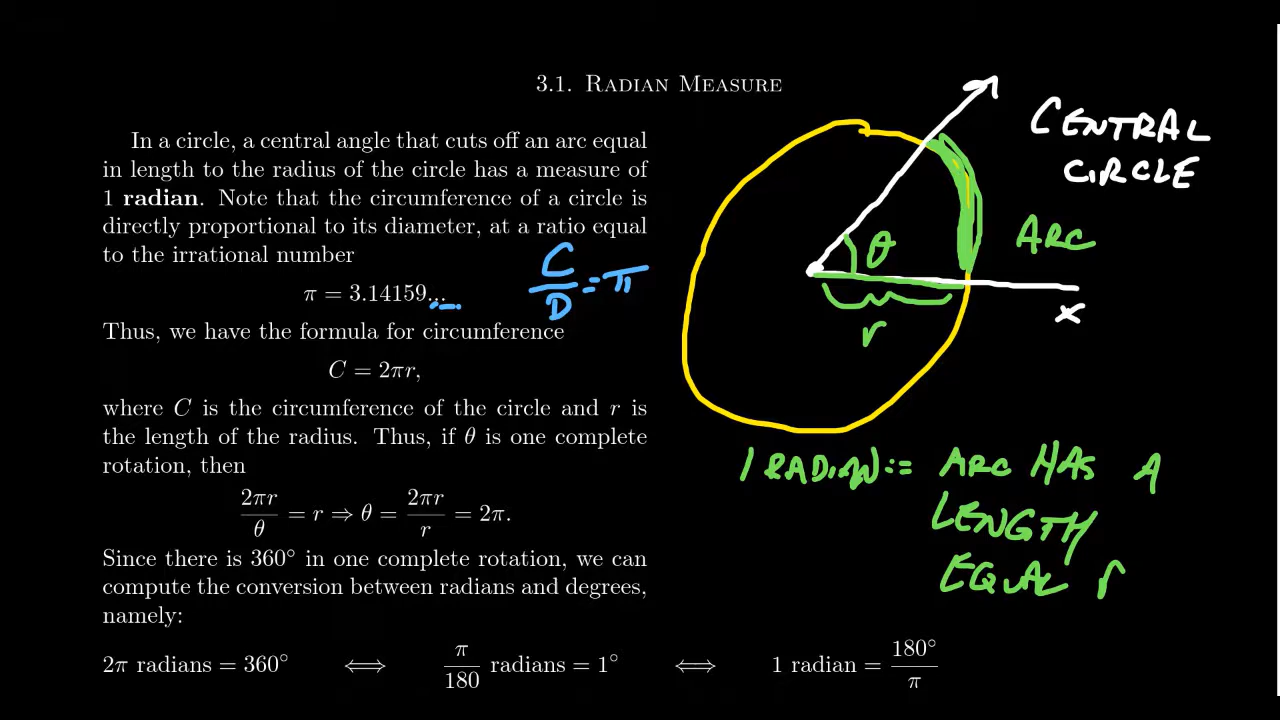 3.1. Radian Measure
In a circle, a central angle that cuts off an arc equal
in length to the radius of the circle has a measure of
1 radian. Note that the circumference of a circle is
directly proportional to its diameter, at a ratio equal
to the irrational number
π = 3.14159...
Thus, we have the formula for circumference
C = 2πr,
where C is the circumference of the circle and r is
the length of the radius. Thus, if θ is one complete
rotation, then
2πr/θ = r ⇒ θ = 2πr/r = 2π.
Since there is 360° in one complete rotation, we can
compute the conversion between radians and degrees,
namely:
2π radians = 360° ⟺ π/180 radians = 1° ⟺ 1 radian = 180°/π
C/D = π
CENTRAL
CIRCLE
ARC
θ
r
x
1 RADIAN := ARC HAS A
LENGTH
EQUAL r